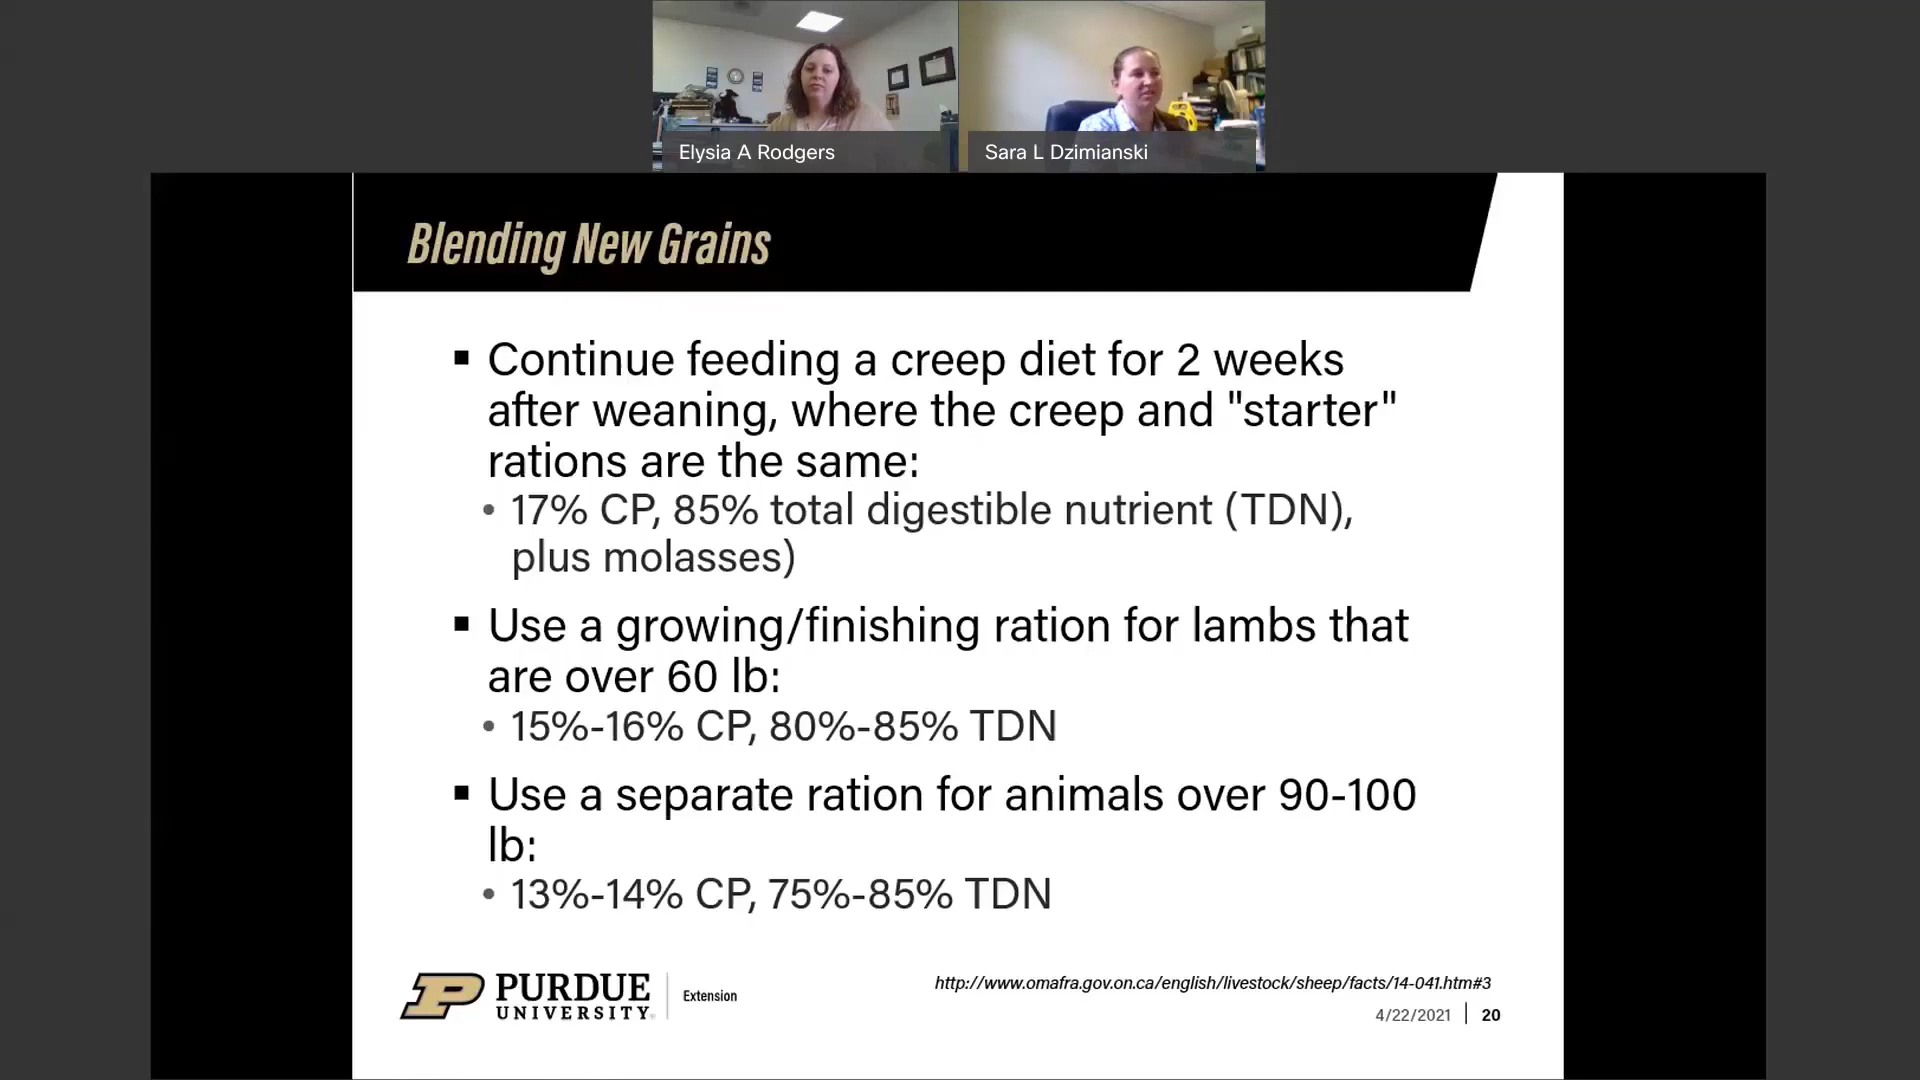 Elysia A Rodgers
Sara L Dzimianski
Blending New Grains
▪ Continue feeding a creep diet for 2 weeks
after weaning, where the creep and "starter"
rations are the same:
• 17% CP, 85% total digestible nutrient (TDN),
plus molasses)
▪ Use a growing/finishing ration for lambs that
are over 60 lb:
• 15%-16% CP, 80%-85% TDN
▪ Use a separate ration for animals over 90-100
lb:
• 13%-14% CP, 75%-85% TDN
PURDUE
UNIVERSITY
Extension
http://www.omafra.gov.on.ca/english/livestock/sheep/facts/14-041.htm#3
4/22/2021 | 20